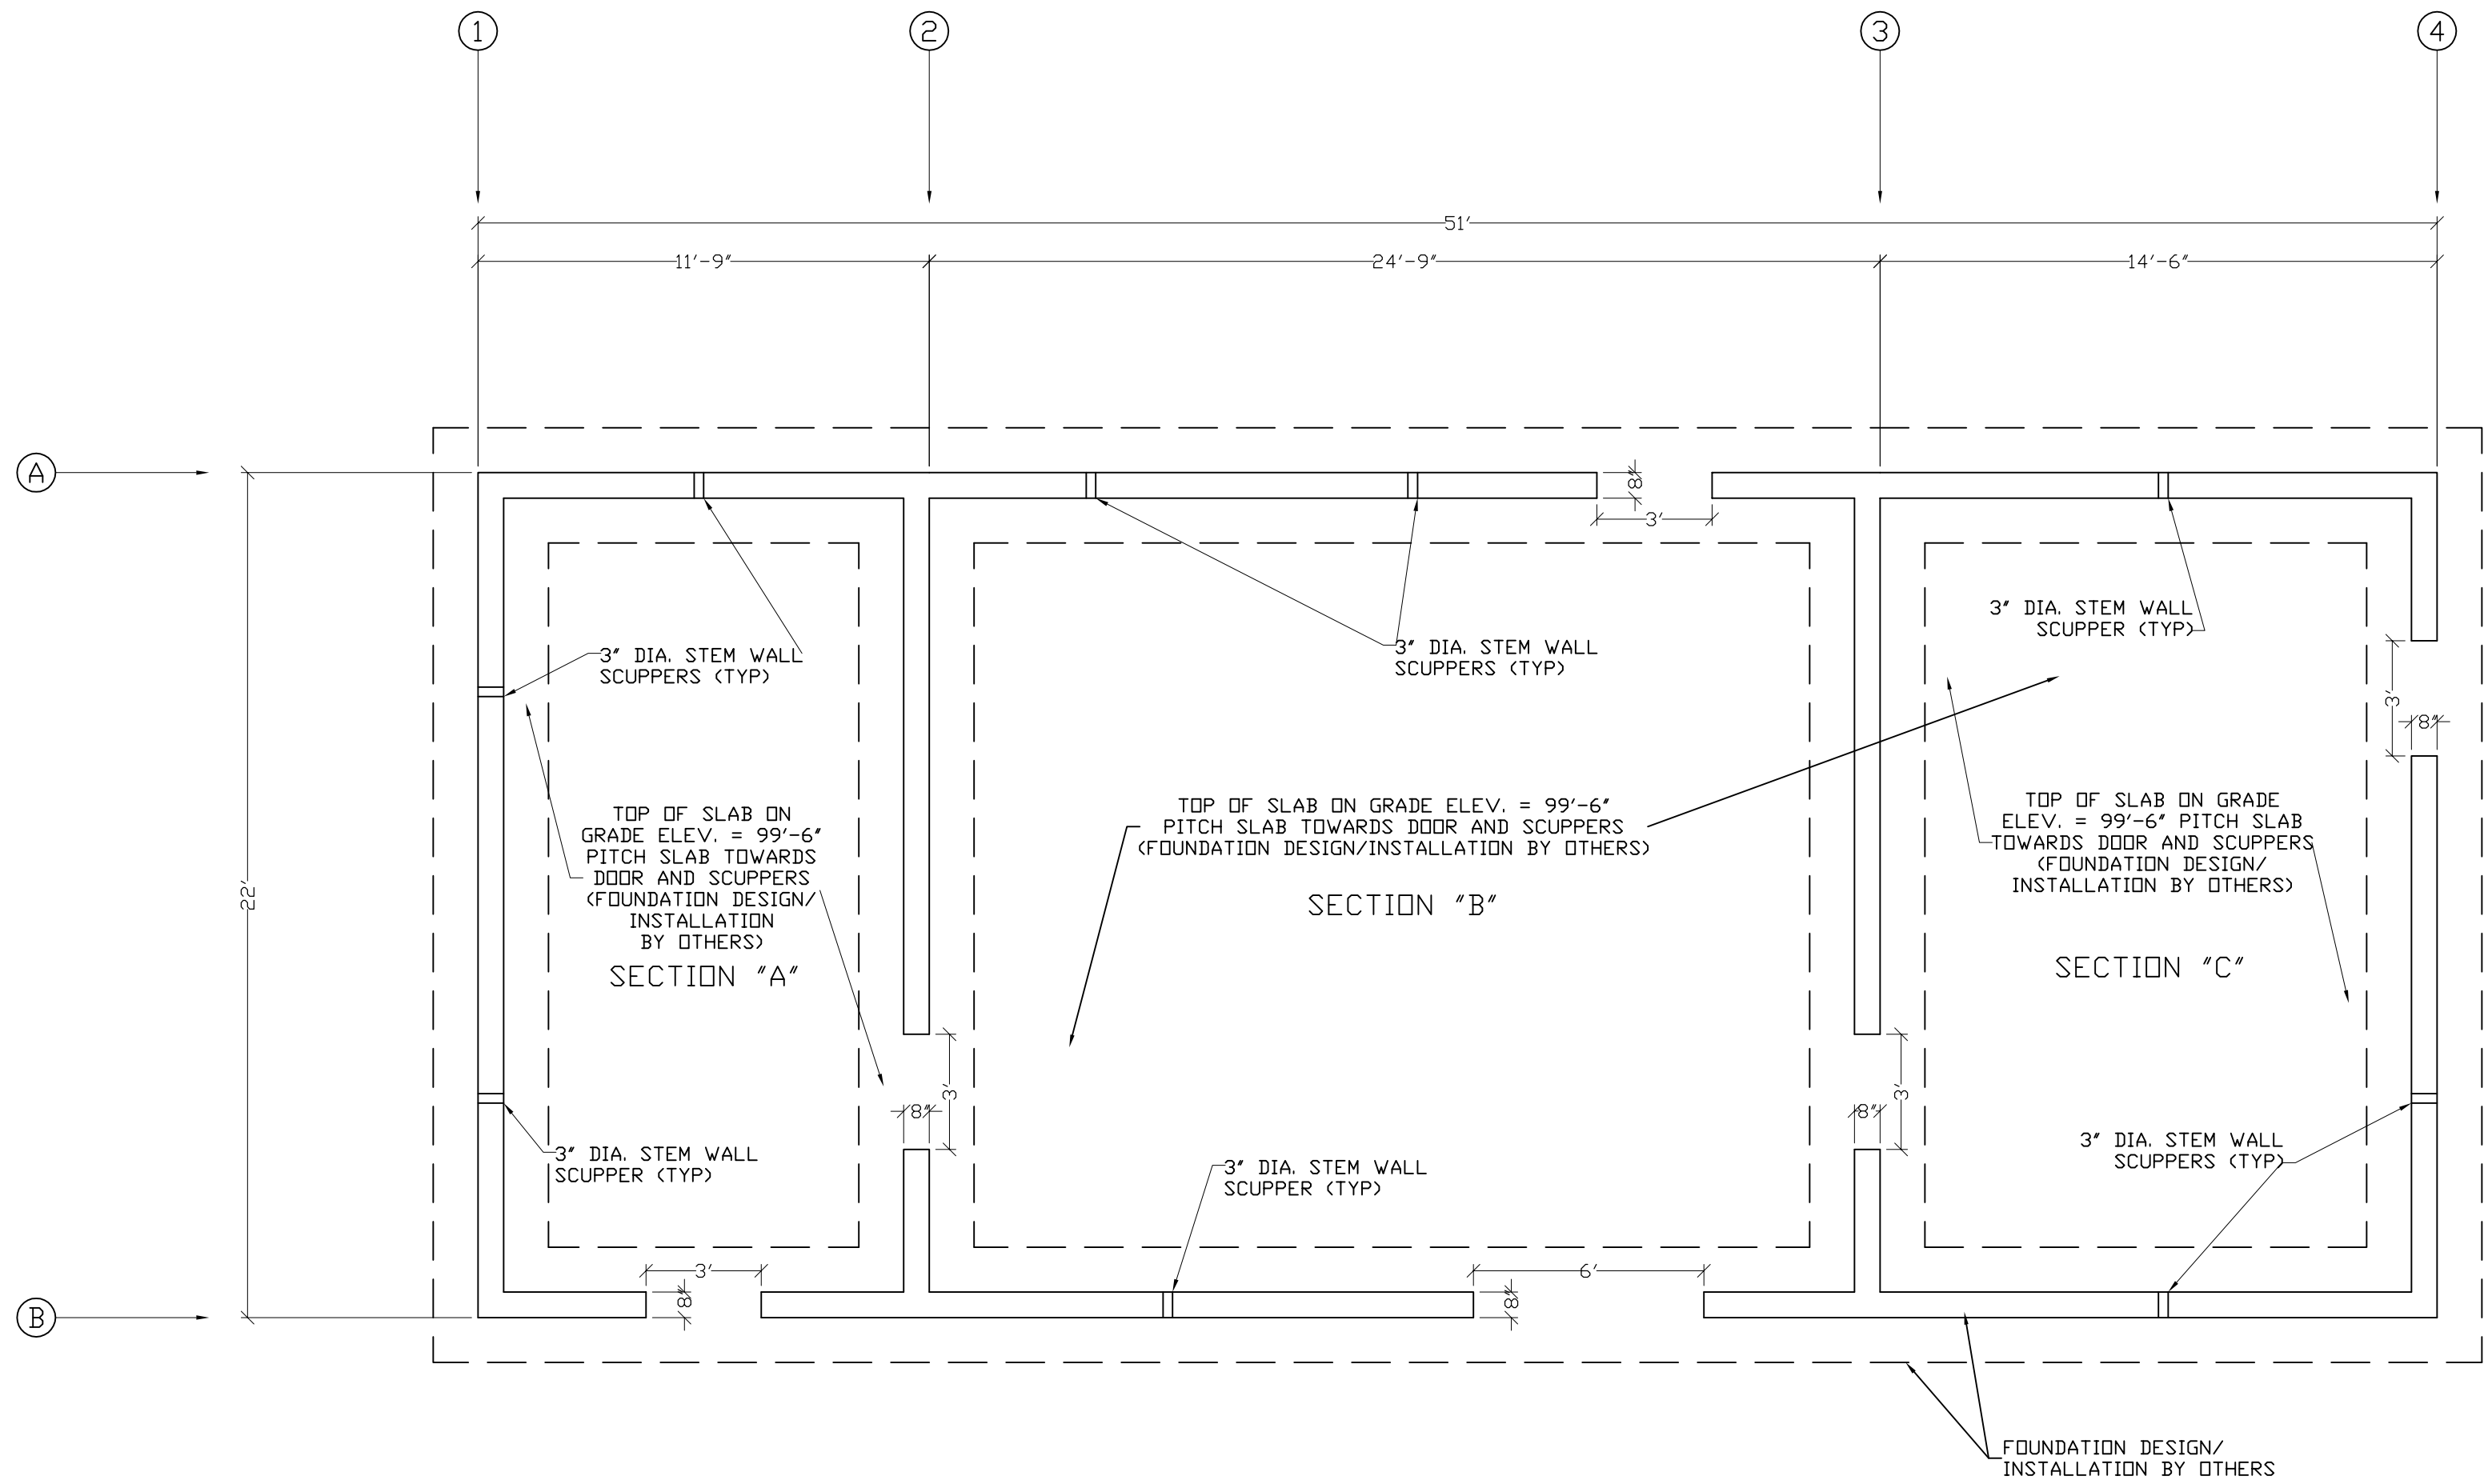 1 2 3 4
51'
11'-9" 24'-9" 14'-6"
A
8"
3'
3" DIA. STEM WALL
SCUPPER (TYP)
3" DIA. STEM WALL
SCUPPERS (TYP)
3" DIA. STEM WALL
SCUPPERS (TYP)
3'
8"
TOP OF SLAB ON
GRADE ELEV. = 99'-6"
PITCH SLAB TOWARDS
DOOR AND SCUPPERS
(FOUNDATION DESIGN/
INSTALLATION
BY OTHERS)
SECTION "A"
TOP OF SLAB ON GRADE ELEV. = 99'-6"
PITCH SLAB TOWARDS DOOR AND SCUPPERS
(FOUNDATION DESIGN/INSTALLATION BY OTHERS)
SECTION "B"
TOP OF SLAB ON GRADE
ELEV. = 99'-6" PITCH SLAB
TOWARDS DOOR AND SCUPPERS
(FOUNDATION DESIGN/
INSTALLATION BY OTHERS)
SECTION "C"
22'
3'
8"
3'
8"
3" DIA. STEM WALL
SCUPPER (TYP)
3" DIA. STEM WALL
SCUPPER (TYP)
3" DIA. STEM WALL
SCUPPERS (TYP)
3'
8"
6'
8"
B
FOUNDATION DESIGN/
INSTALLATION BY OTHERS